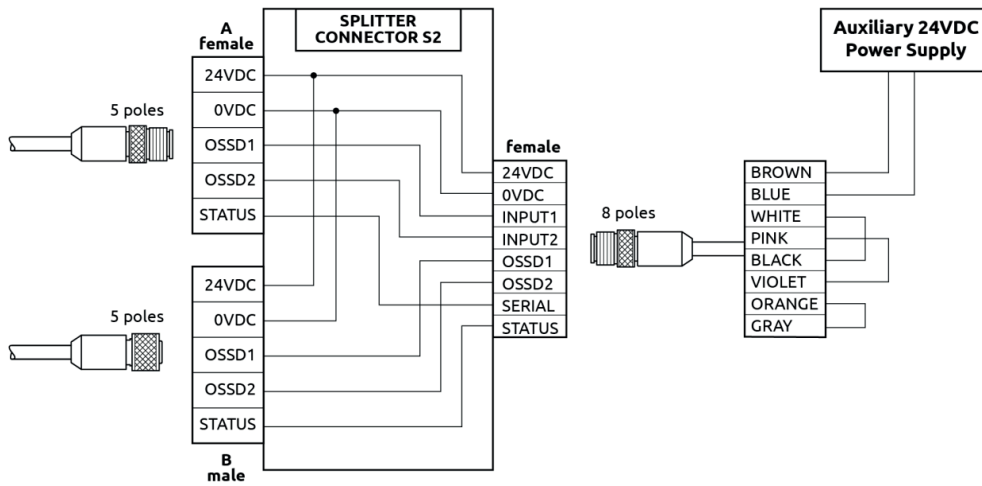 SPLITTER
CONNECTOR S2
A
female
24VDC
0VDC
OSSD1
OSSD2
STATUS
5 poles
24VDC
0VDC
OSSD1
OSSD2
STATUS
5 poles
B
male
female
24VDC
0VDC
INPUT1
INPUT2
OSSD1
OSSD2
SERIAL
STATUS
8 poles
Auxiliary 24VDC
Power Supply
BROWN
BLUE
WHITE
PINK
BLACK
VIOLET
ORANGE
GRAY